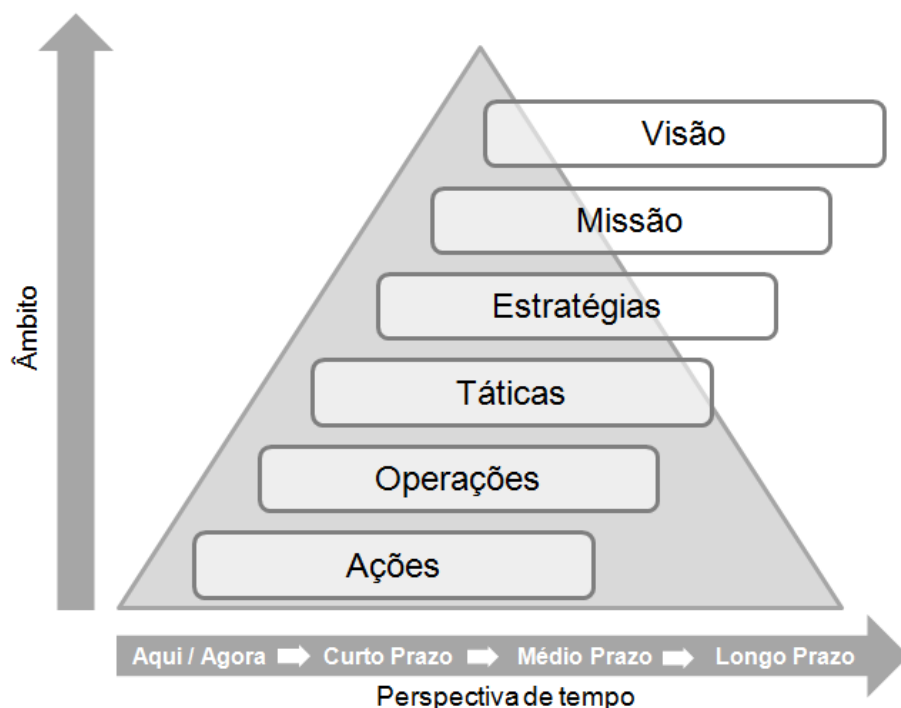 Visão
Missão
Estratégias
Táticas
Operações
Ações
Âmbito
Aqui / Agora Curto Prazo Médio Prazo Longo Prazo
Perspectiva de tempo